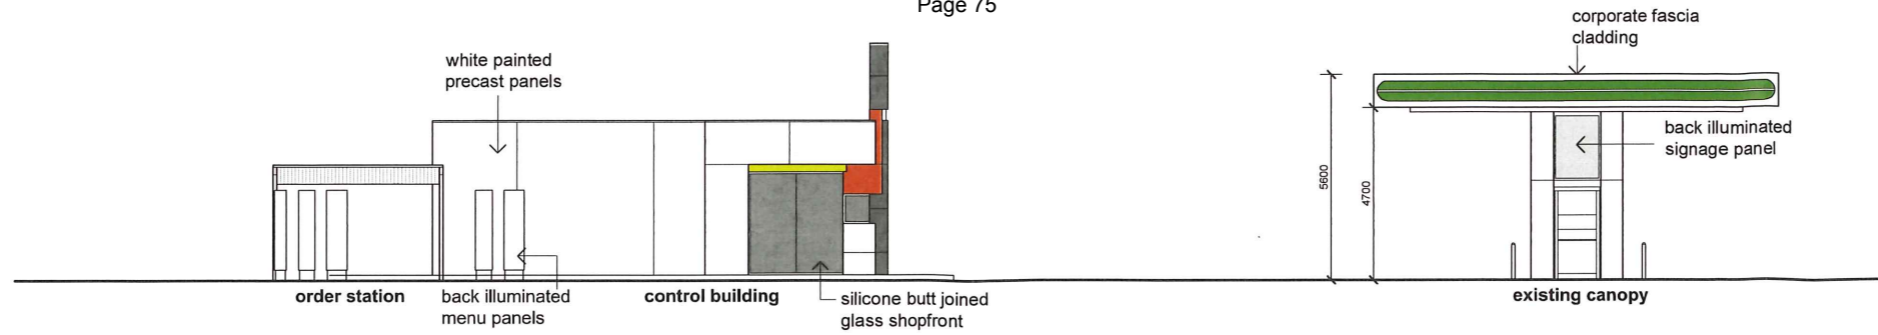 Page 75
white painted
precast panels
corporate fascia
cladding
back illuminated
signage panel
5600
4700
order station
back illuminated
menu panels
control building
silicone butt joined
glass shopfront
existing canopy